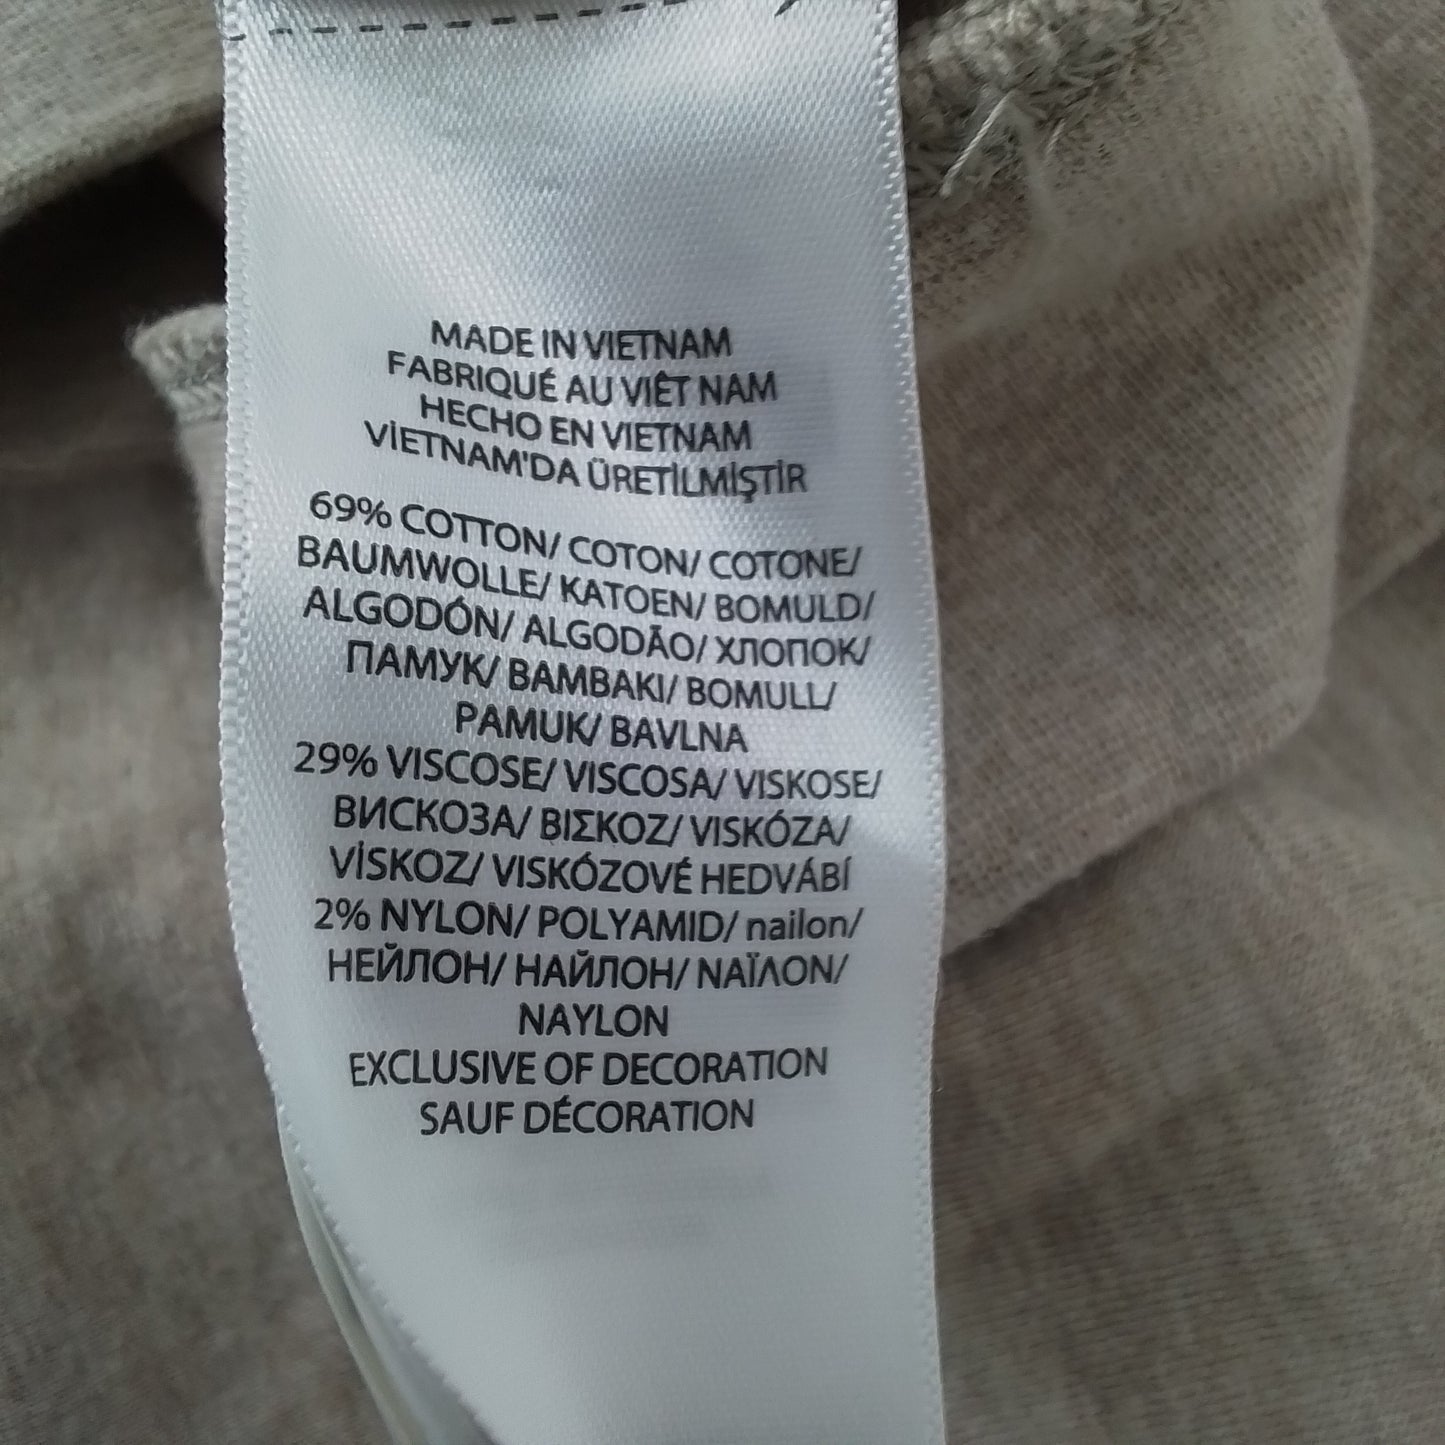 MADE IN VIETNAM
FABRIQUÉ AU VIÊT NAM
HECHO EN VIETNAM
VİETNAM'DA ÜRETİLMİŞTİR
69% COTTON/ COTON/ COTONE/
BAUMWOLLE/ KATOEN/ BOMULD/
ALGODÓN/ ALGODÃO/ ХЛОПОК/
ПАМУК/ BAMBAKI/ BOMULL/
PAMUK/ BAVLNA
29% VISCOSE/ VISCOSA/ VISKOSE/
ВИСКОЗА/ ΒΙΣΚΟΖ/ VISKÓZA/
VİSKOZ/ VISKÓZOVÉ HEDVÁBÍ
2% NYLON/ POLYAMID/ nailon/
НЕЙЛОН/ НАЙЛОН/ ΝΑΪΛΟΝ/
NAYLON
EXCLUSIVE OF DECORATION
SAUF DÉCORATION